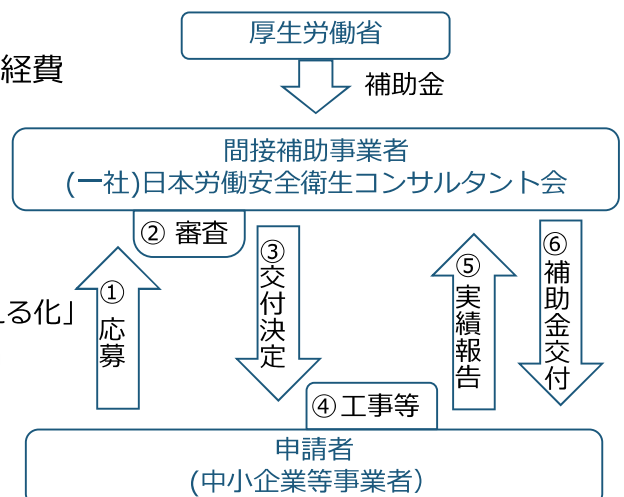 厚生労働省
経費
補助金
間接補助事業者
(一社)日本労働安全衛生コンサルタント会
② 審査
①応募
③交付決定
⑤実績報告
⑥補助金交付
える化」
④工事等
申請者
(中小企業等事業者)